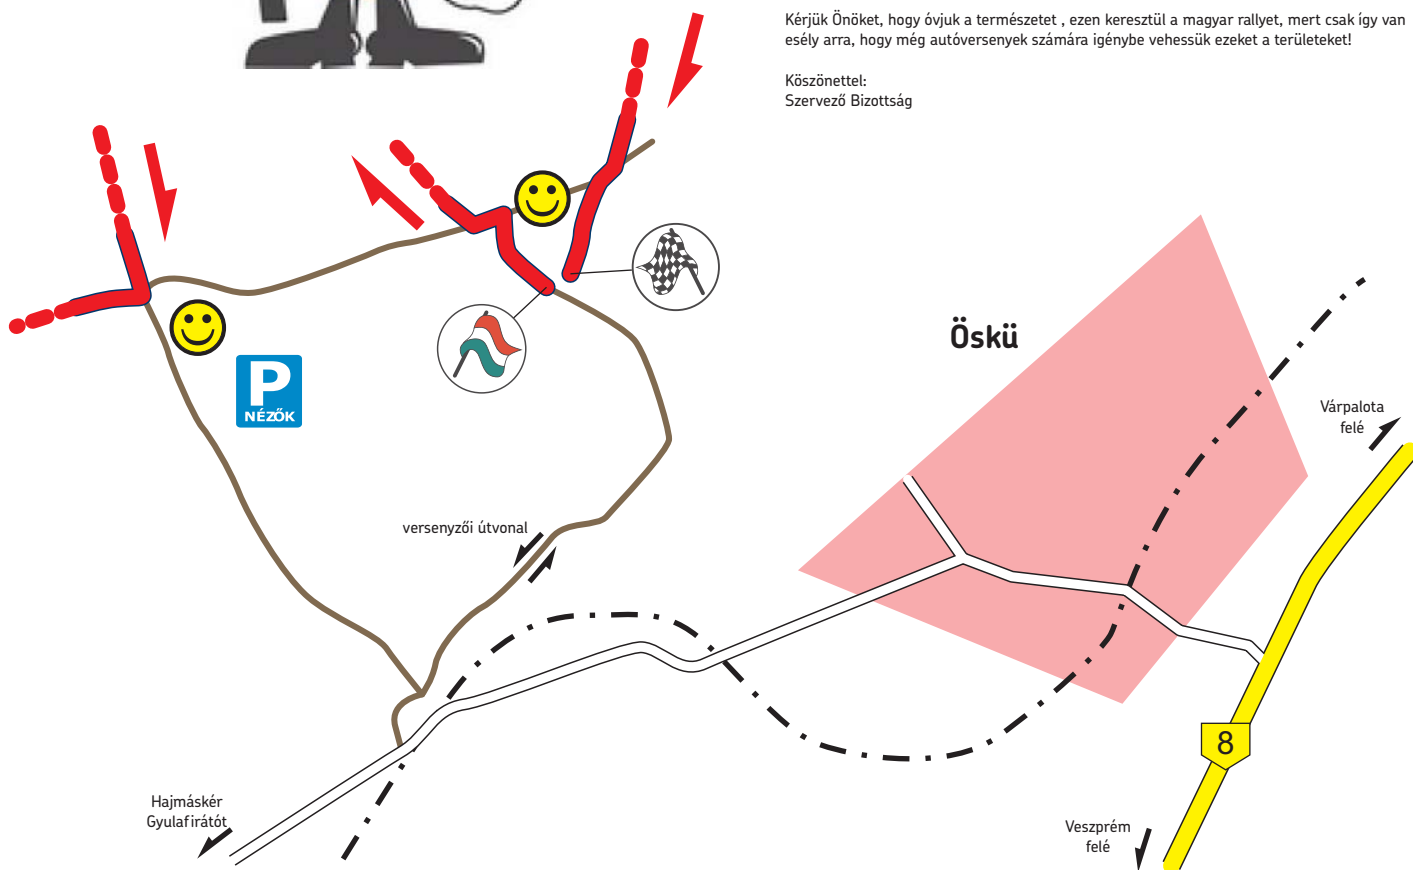 Kérjük Önöket, hogy óvjuk a természetet , ezen keresztül a magyar rallyet, mert csak így van
esély arra, hogy még autóversenyek számára igénybe vehessük ezeket a területeket!
Köszönettel:
Szervező Bizottság
Öskü
P
NÉZŐK
Várpalota
felé
versenyzői útvonal
8
Hajmáskér
Gyulafirátót
Veszprém
felé